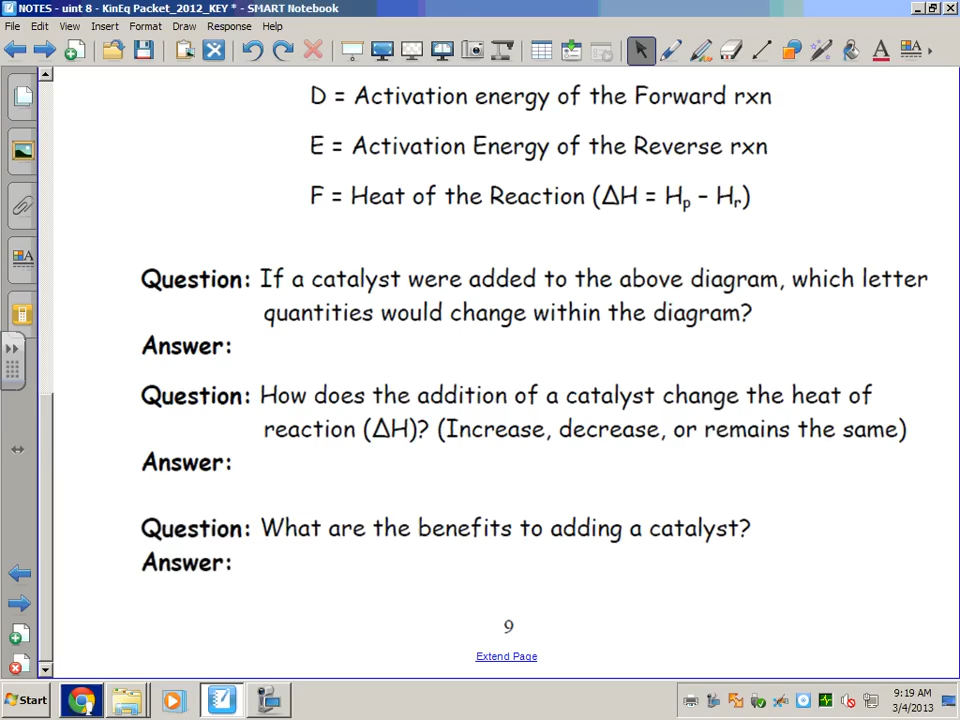 NOTES - uint 8 - KinEq Packet_2012_KEY * - SMART Notebook
File Edit View Insert Format Draw Response Help
D = Activation energy of the Forward rxn
E = Activation Energy of the Reverse rxn
F = Heat of the Reaction (ΔH = Hp – Hr)
Question: If a catalyst were added to the above diagram, which letter
quantities would change within the diagram?
Answer:
Question: How does the addition of a catalyst change the heat of
reaction (ΔH)? (Increase, decrease, or remains the same)
Answer:
Question: What are the benefits to adding a catalyst?
Answer:
9
Extend Page
Start
9:19 AM
3/4/2013